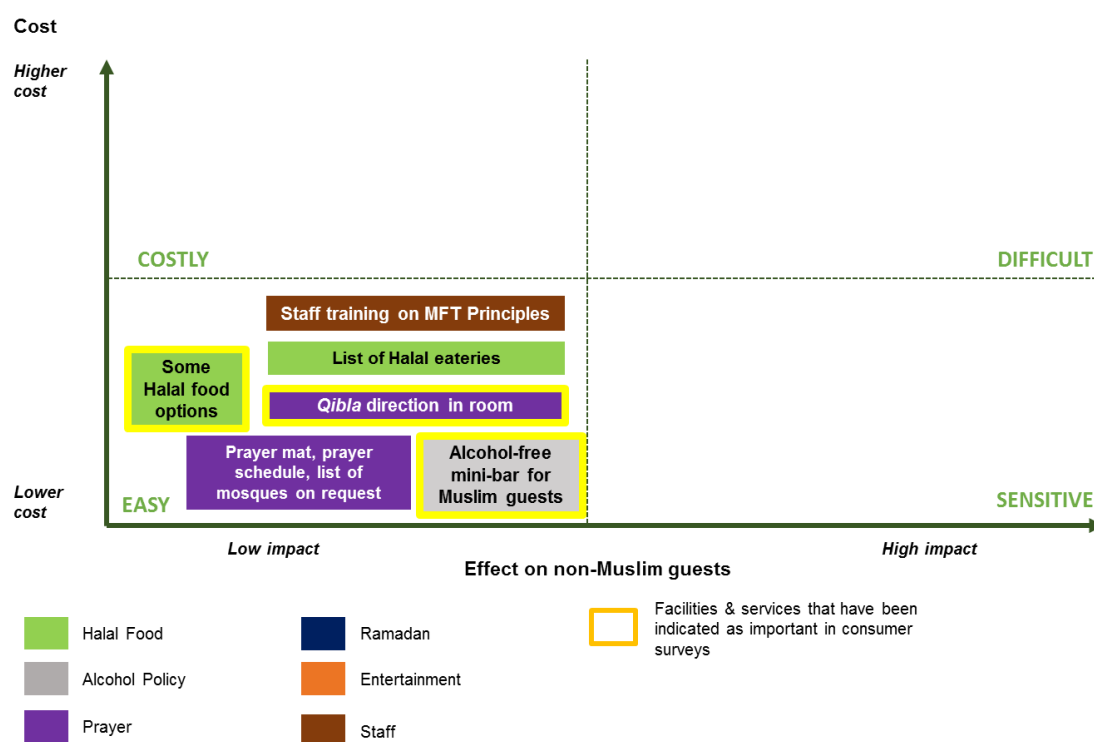 Cost
Higher
cost
COSTLY
DIFFICULT
Staff training on MFT Principles
List of Halal eateries
Some
Halal food
options
Qibla direction in room
Prayer mat, prayer
schedule, list of
mosques on request
Alcohol-free
mini-bar for
Muslim guests
Lower
cost
EASY
SENSITIVE
Low impact
High impact
Effect on non-Muslim guests
Halal Food
Ramadan
Facilities & services that have been
indicated as important in consumer
surveys
Alcohol Policy
Entertainment
Prayer
Staff